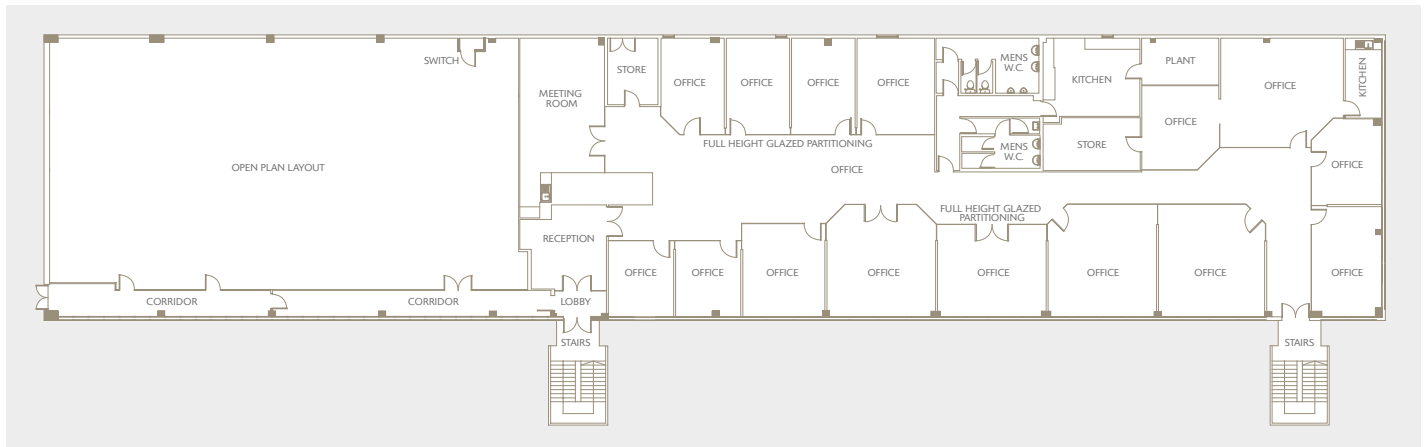 SWITCH
MEETING
ROOM
STORE
OFFICE
OFFICE
OFFICE
OFFICE
MENS
W.C.
KITCHEN
PLANT
OFFICE
KITCHEN
OPEN PLAN LAYOUT
FULL HEIGHT GLAZED PARTITIONING
OFFICE
MENS
W.C.
STORE
OFFICE
OFFICE
RECEPTION
FULL HEIGHT GLAZED
PARTITIONING
OFFICE
OFFICE
OFFICE
OFFICE
OFFICE
OFFICE
OFFICE
OFFICE
CORRIDOR
CORRIDOR
LOBBY
STAIRS
STAIRS